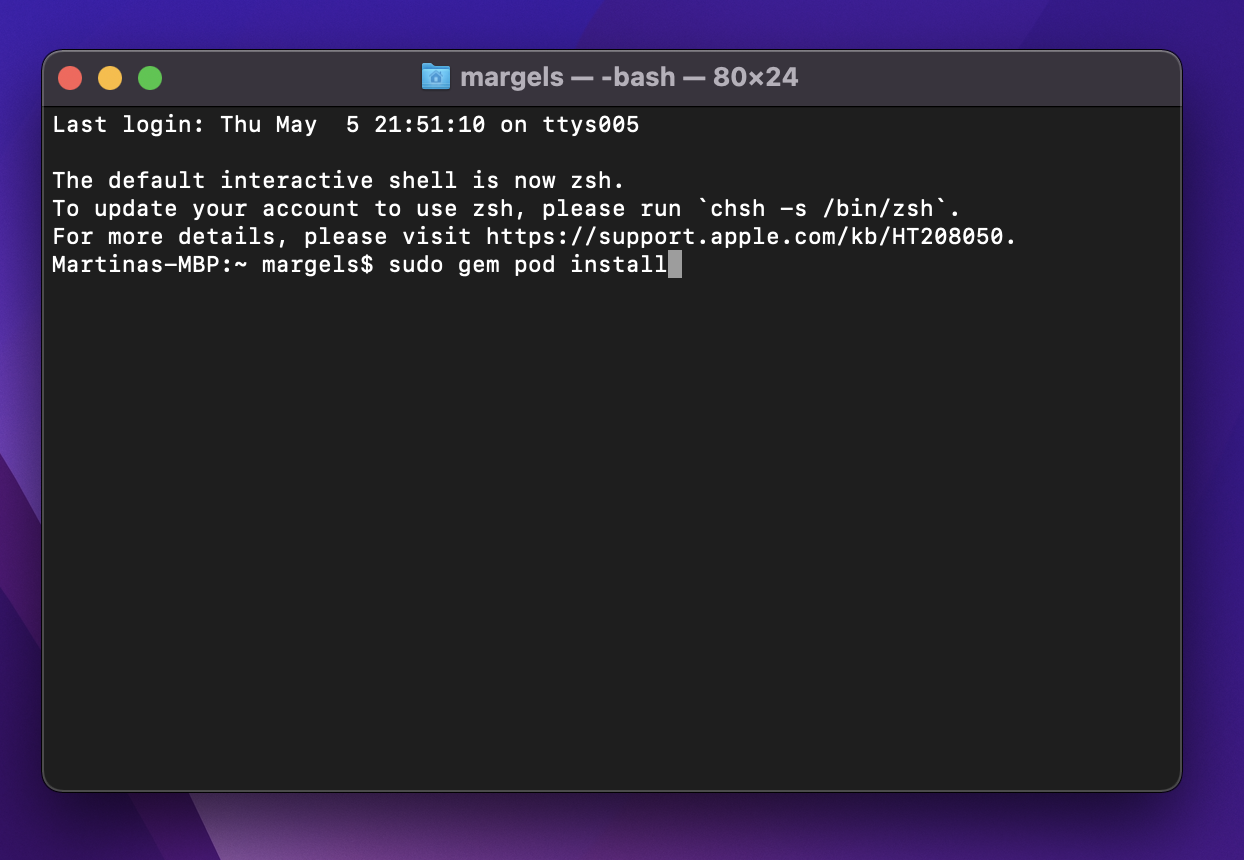 margels — -bash — 80×24
Last login: Thu May  5 21:51:10 on ttys005
The default interactive shell is now zsh.
To update your account to use zsh, please run `chsh -s /bin/zsh`.
For more details, please visit https://support.apple.com/kb/HT208050.
Martinas-MBP:~ margels$ sudo gem pod install